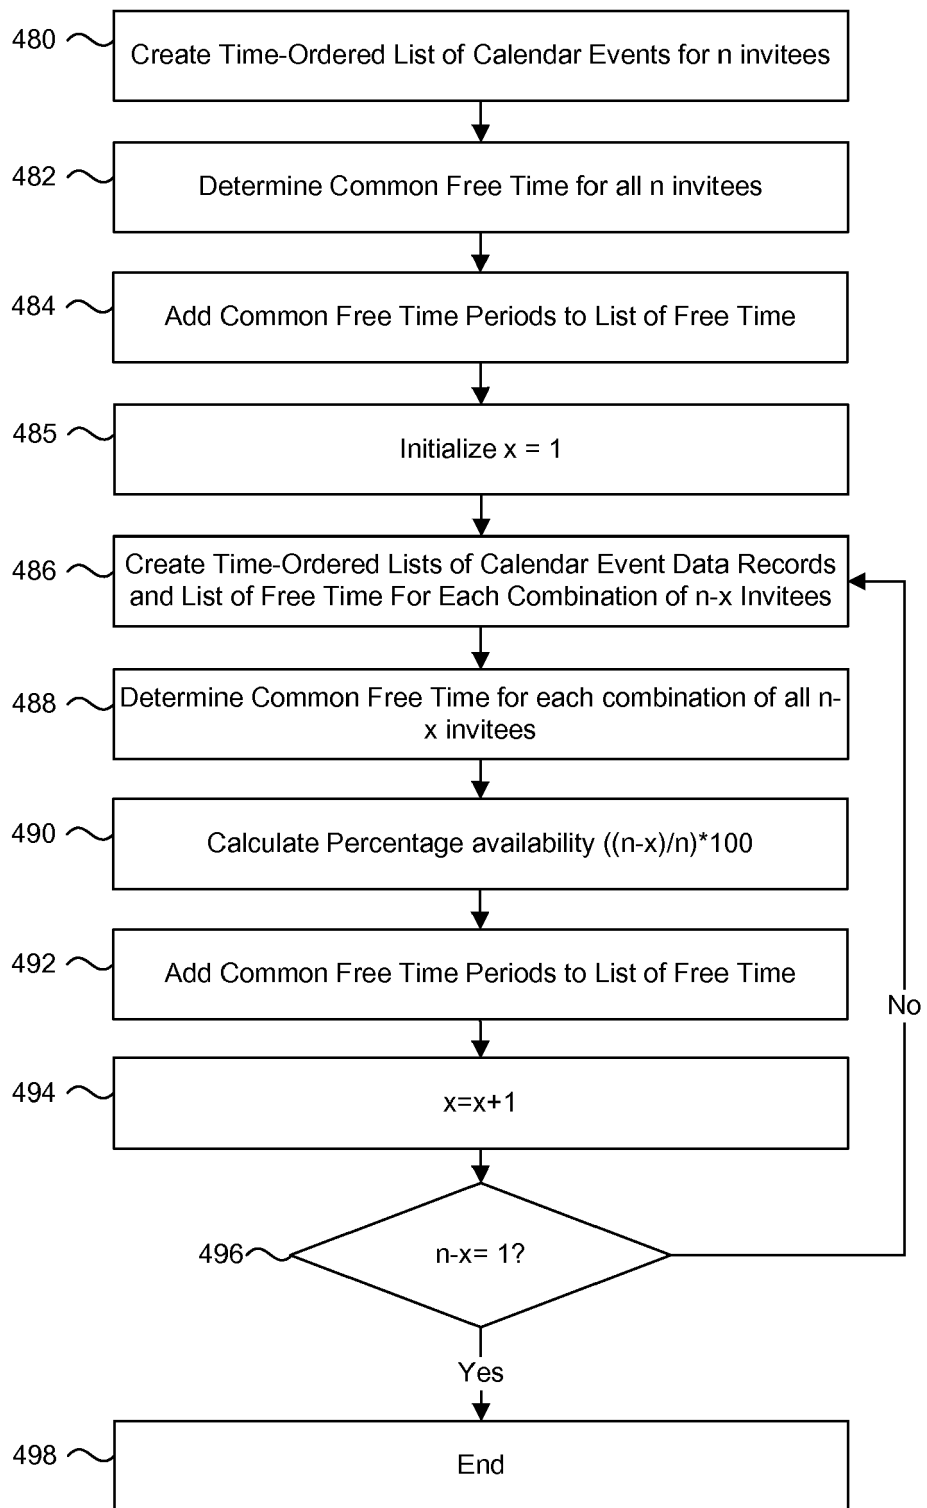 480
Create Time-Ordered List of Calendar Events for n invitees
482
Determine Common Free Time for all n invitees
484
Add Common Free Time Periods to List of Free Time
485
Initialize x = 1
486
Create Time-Ordered Lists of Calendar Event Data Records
and List of Free Time For Each Combination of n-x Invitees
488
Determine Common Free Time for each combination of all n-
x invitees
490
Calculate Percentage availability ((n-x)/n)*100
492
Add Common Free Time Periods to List of Free Time
No
494
x=x+1
496
n-x= 1?
Yes
498
End